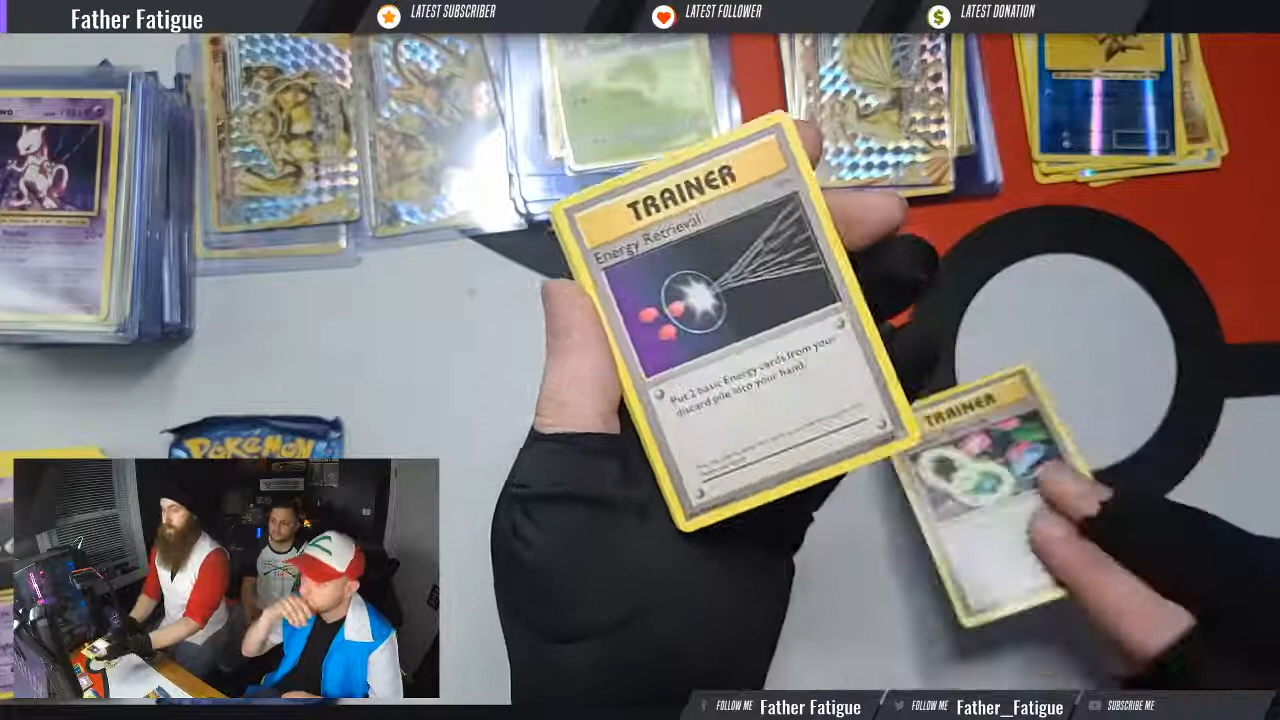 Father Fatigue
LATEST SUBSCRIBER
LATEST FOLLOWER
LATEST DONATION
TRAINER
Energy Retrieval
Put 2 basic Energy cards from your
discard pile into your hand.
TRAINER
POKéMON
FOLLOW ME Father Fatigue
FOLLOW ME Father_Fatigue
SUBSCRIBE ME